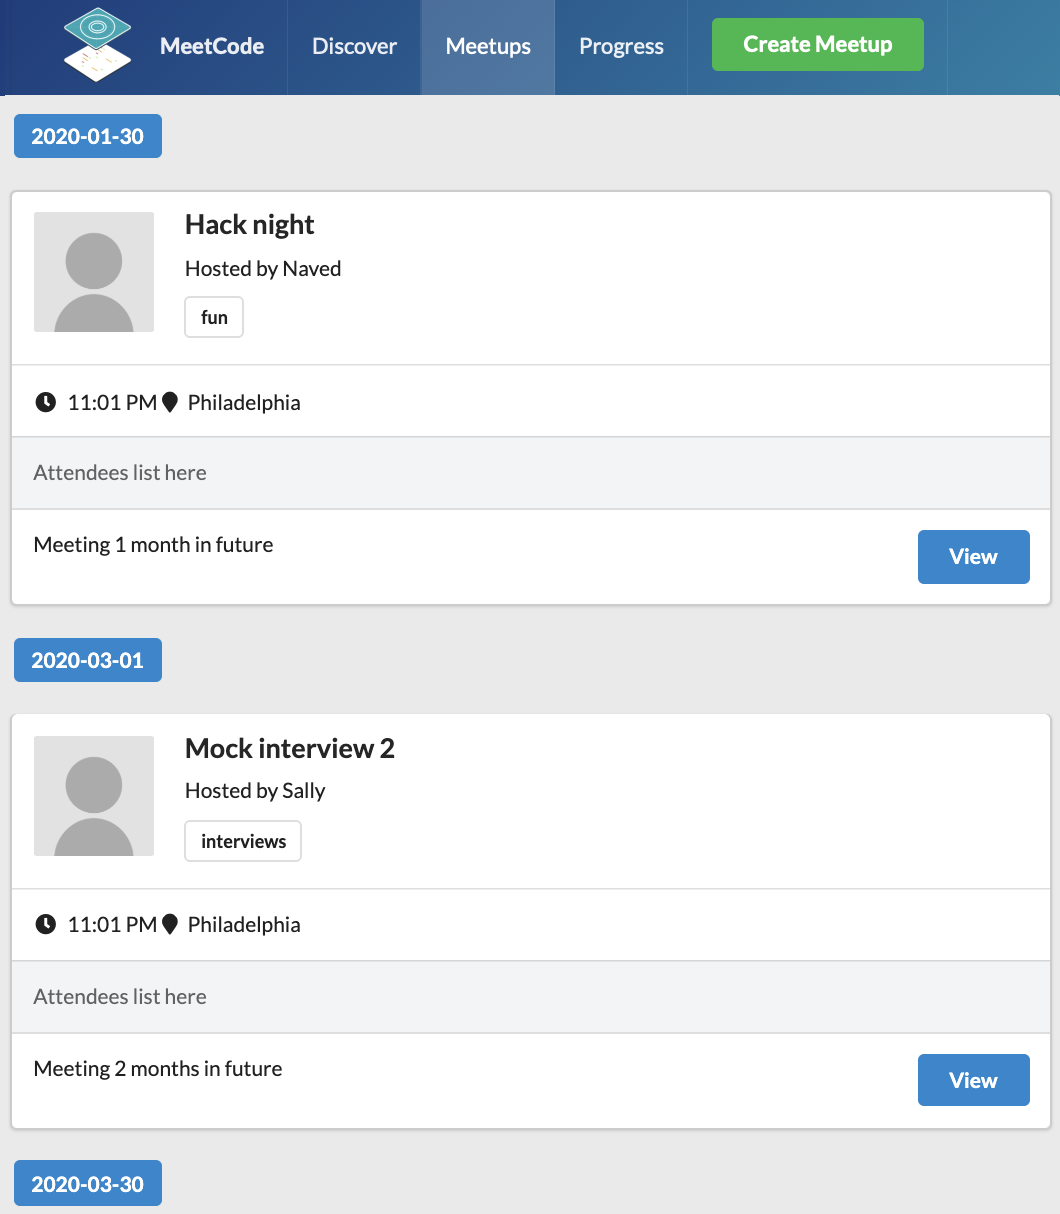 MeetCode Discover Meetups Progress Create Meetup
2020-01-30
Hack night
Hosted by Naved
fun
11:01 PM Philadelphia
Attendees list here
Meeting 1 month in future
View
2020-03-01
Mock interview 2
Hosted by Sally
interviews
11:01 PM Philadelphia
Attendees list here
Meeting 2 months in future
View
2020-03-30